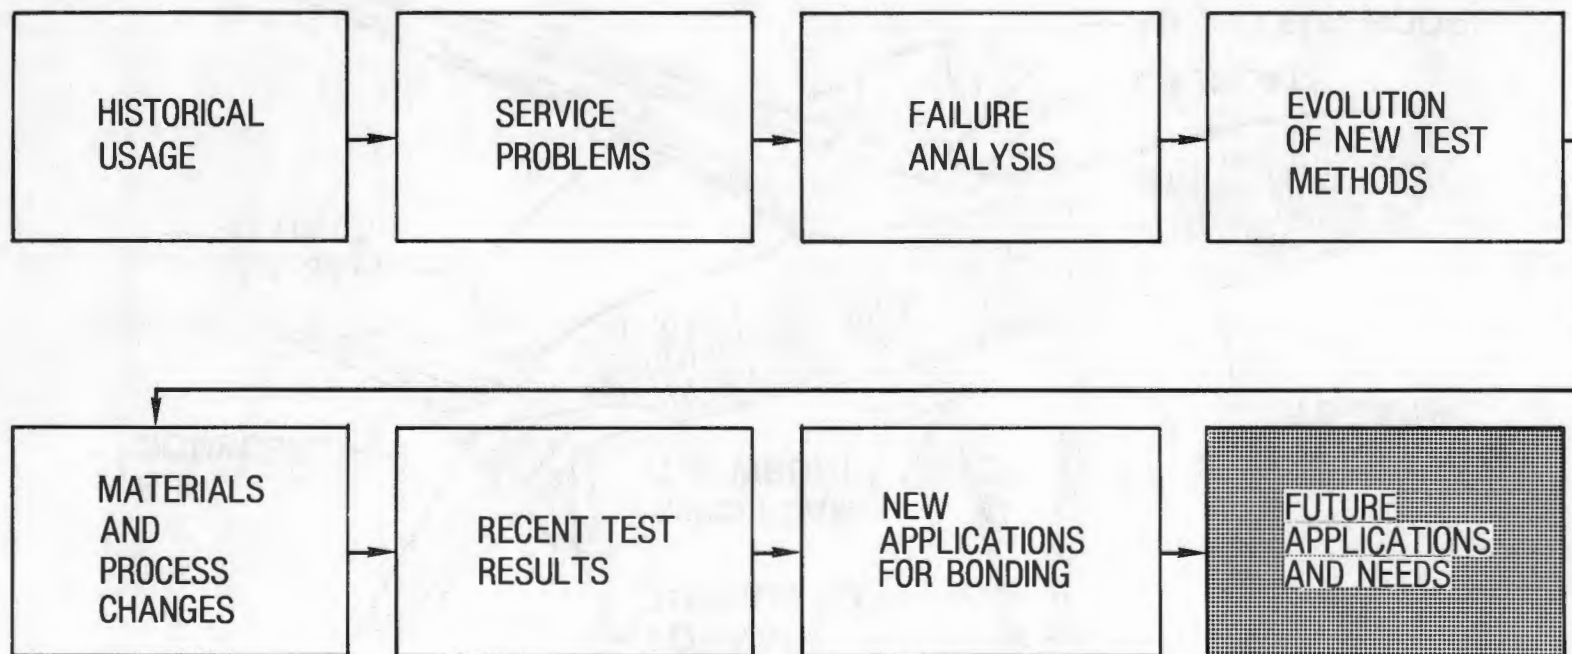 HISTORICAL
USAGE
SERVICE
PROBLEMS
FAILURE
ANALYSIS
EVOLUTION
OF NEW TEST
METHODS
MATERIALS
AND
PROCESS
CHANGES
RECENT TEST
RESULTS
NEW
APPLICATIONS
FOR BONDING
FUTURE
APPLICATIONS
AND NEEDS